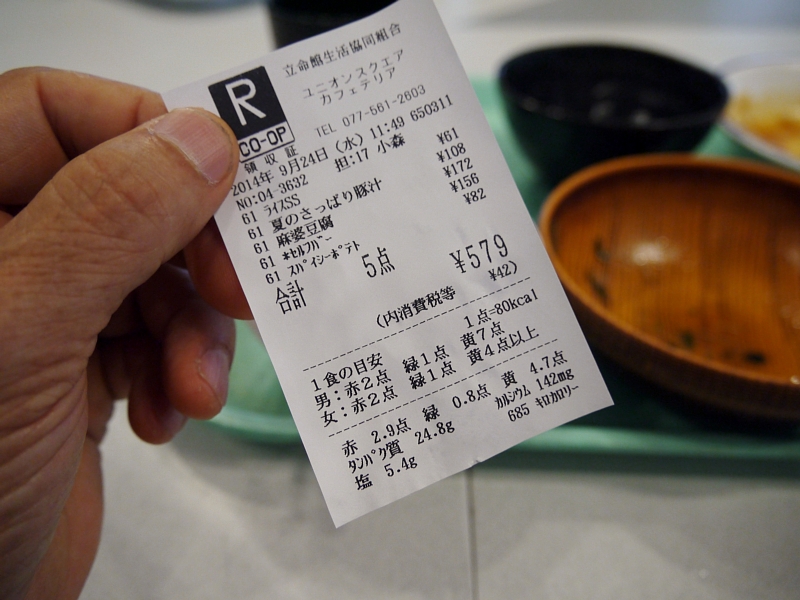 立命館生活協同組合
R
CO-OP
ユニオンスクエア
カフェテリア
TEL 077-561-2603
領収証
2014年 9月24日 (水) 11:49 650311
NO:04-3632 担:17 小森
61 ライスSS ¥61
61 夏のさっぱり豚汁 ¥108
61 麻婆豆腐 ¥172
61 *ｾﾙﾌﾊﾞｰ ¥156
61 ｽﾊﾟｲｼｰﾎﾟﾃﾄ ¥82
合計 5点 ¥579
(内消費税等 ¥42)
1食の目安 1点=80kcal
男:赤2点 緑1点 黄7点
女:赤2点 緑1点 黄4点以上
赤 2.9点 緑 0.8点 黄 4.7点
ﾀﾝﾊﾟｸ質 24.8g ｶﾙｼｳﾑ 142mg
塩 5.4g 685 ｷﾛｶﾛﾘｰ